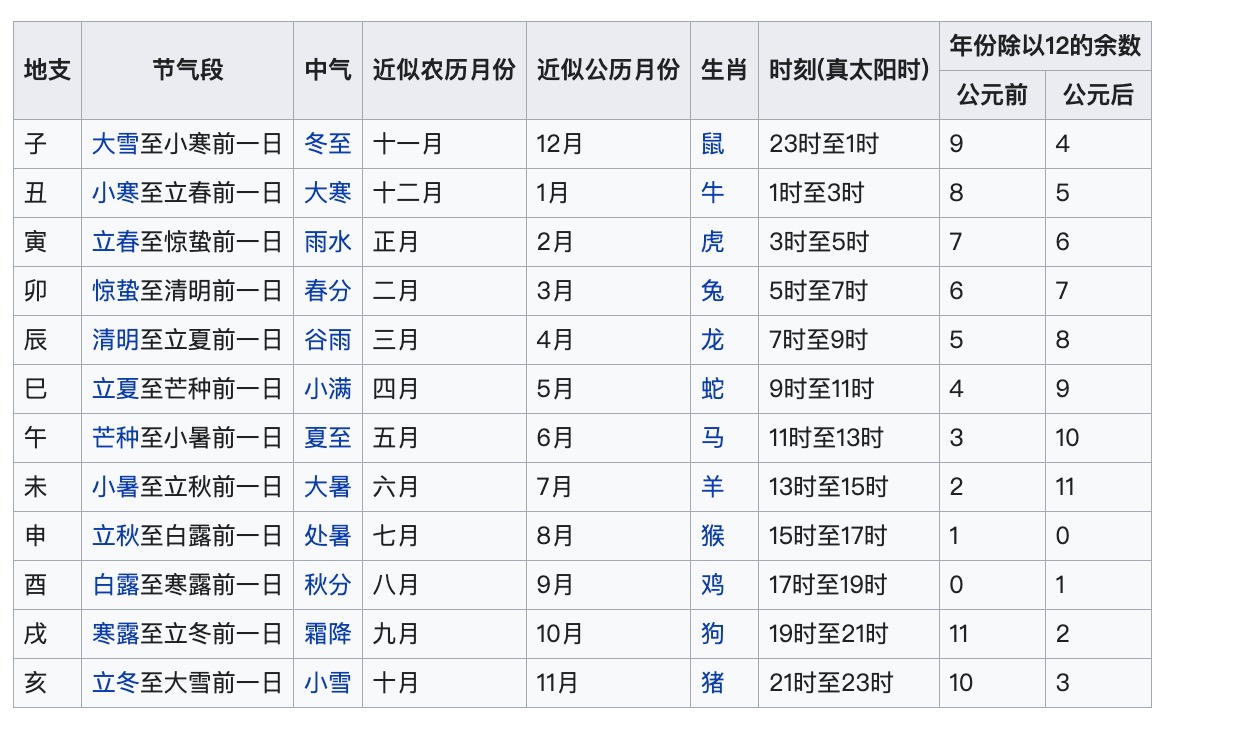 地支 节气段 中气 近似农历月份 近似公历月份 生肖 时刻(真太阳时) 年份除以12的余数
公元前 公元后
子 大雪至小寒前一日 冬至 十一月 12月 鼠 23时至1时 9 4
丑 小寒至立春前一日 大寒 十二月 1月 牛 1时至3时 8 5
寅 立春至惊蛰前一日 雨水 正月 2月 虎 3时至5时 7 6
卯 惊蛰至清明前一日 春分 二月 3月 兔 5时至7时 6 7
辰 清明至立夏前一日 谷雨 三月 4月 龙 7时至9时 5 8
巳 立夏至芒种前一日 小满 四月 5月 蛇 9时至11时 4 9
午 芒种至小暑前一日 夏至 五月 6月 马 11时至13时 3 10
未 小暑至立秋前一日 大暑 六月 7月 羊 13时至15时 2 11
申 立秋至白露前一日 处暑 七月 8月 猴 15时至17时 1 0
酉 白露至寒露前一日 秋分 八月 9月 鸡 17时至19时 0 1
戌 寒露至立冬前一日 霜降 九月 10月 狗 19时至21时 11 2
亥 立冬至大雪前一日 小雪 十月 11月 猪 21时至23时 10 3